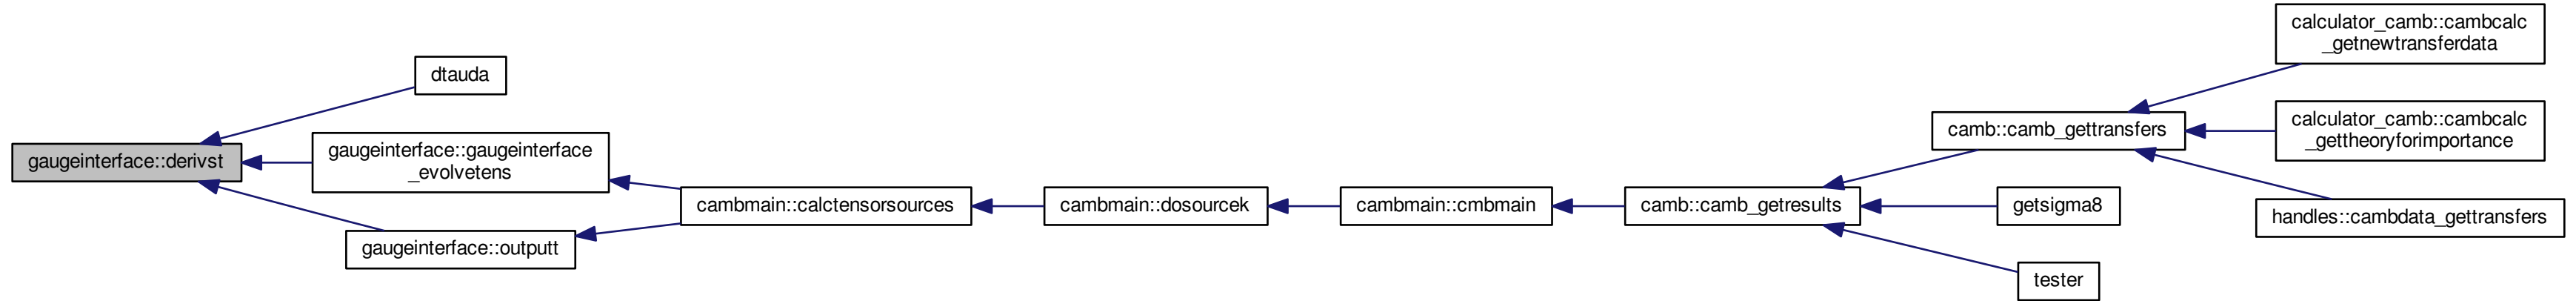 gaugeinterface::derivst
dtauda
gaugeinterface::gaugeinterface
_evolvetens
gaugeinterface::outputt
cambmain::calctensorsources
cambmain::dosourcek
cambmain::cmbmain
camb::camb_getresults
camb::camb_gettransfers
getsigma8
tester
calculator_camb::cambcalc
_getnewtransferdata
calculator_camb::cambcalc
_gettheoryforimportance
handles::cambdata_gettransfers